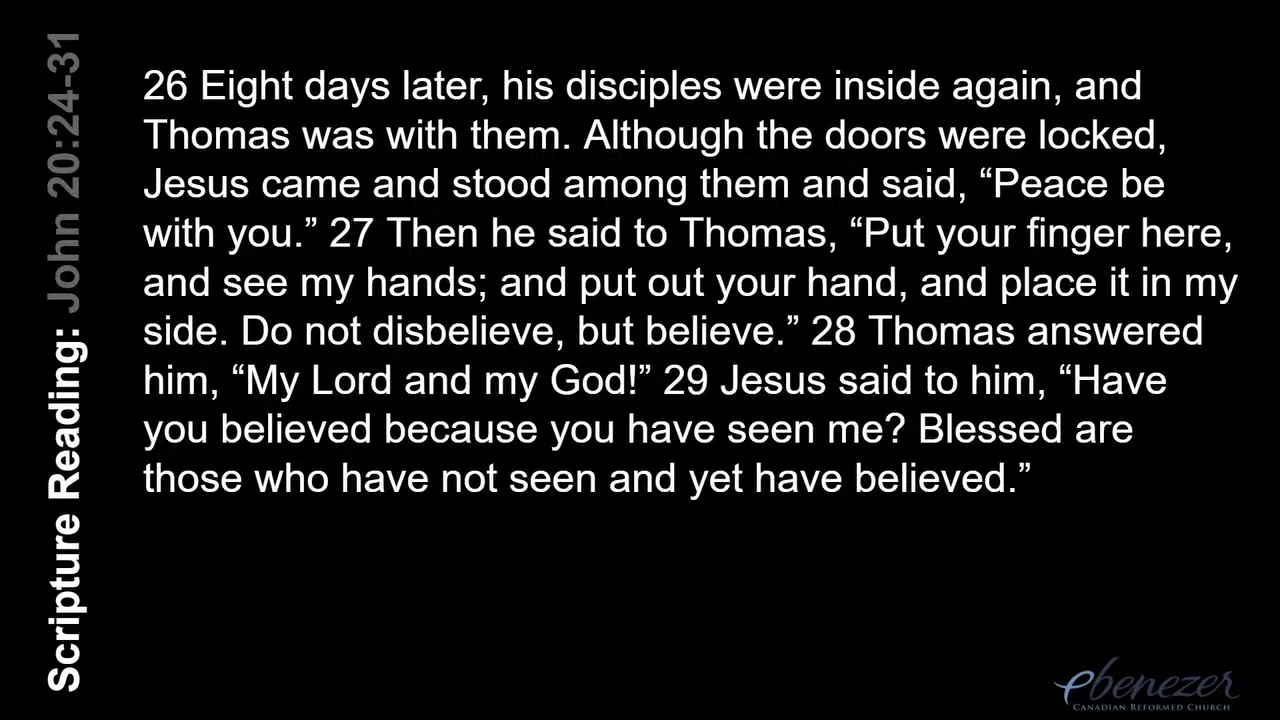 Scripture Reading: John 20:24-31
26 Eight days later, his disciples were inside again, and
Thomas was with them. Although the doors were locked,
Jesus came and stood among them and said, “Peace be
with you.” 27 Then he said to Thomas, “Put your finger here,
and see my hands; and put out your hand, and place it in my
side. Do not disbelieve, but believe.” 28 Thomas answered
him, “My Lord and my God!” 29 Jesus said to him, “Have
you believed because you have seen me? Blessed are
those who have not seen and yet have believed.”
ebenezer
CANADIAN REFORMED CHURCH